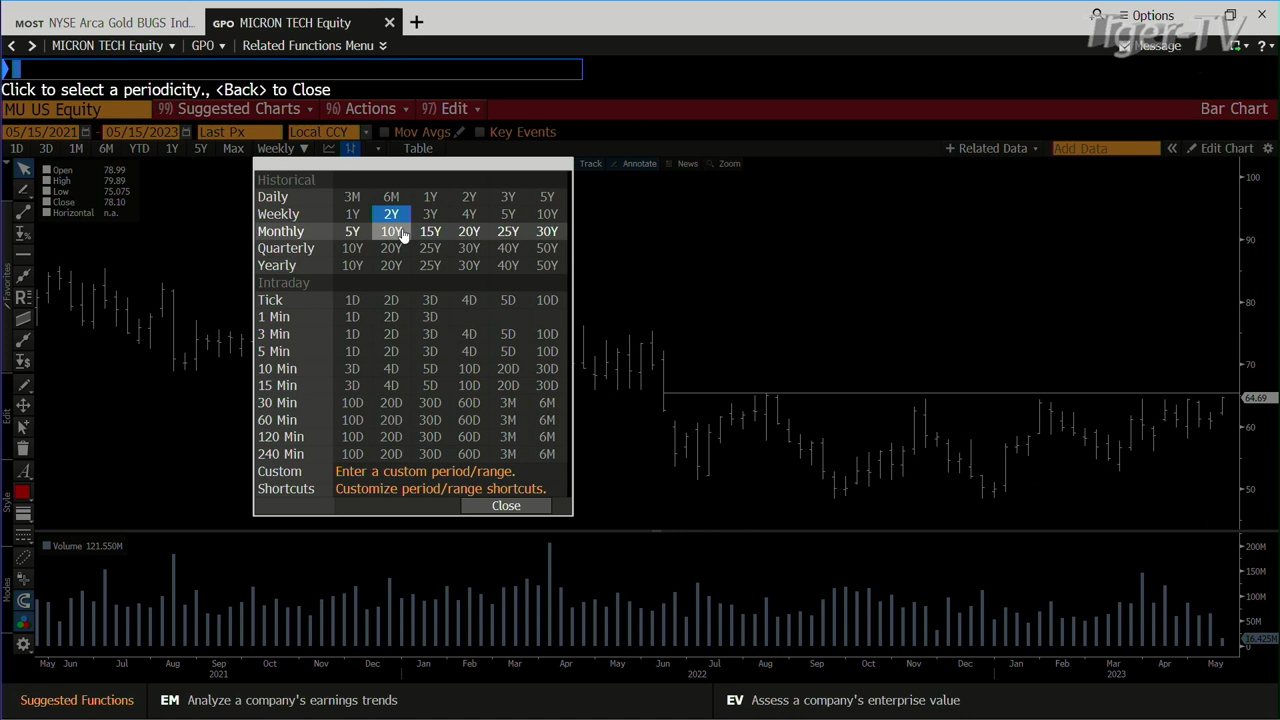 MOST NYSE Arca Gold BUGS Ind...
GPO MICRON TECH Equity
Options
Tiger-TV
MICRON TECH Equity GPO Related Functions Menu
Message ?
Click to select a periodicity., <Back> to Close
MU US Equity 99) Suggested Charts 96) Actions 97) Edit Bar Chart
05/15/2021 - 05/15/2023 Last Px Local CCY Mov Avgs Key Events
1D 3D 1M 6M YTD 1Y 5Y Max Weekly Table + Related Data Add Data Edit Chart
Track Annotate News Zoom
Open 78.99
High 79.89
Low 75.075
Close 78.10
Horizontal n.a.
Historical
Daily 3M 6M 1Y 2Y 3Y 5Y
Weekly 1Y 2Y 3Y 4Y 5Y 10Y
Monthly 5Y 10Y 15Y 20Y 25Y 30Y
Quarterly 10Y 20Y 25Y 30Y 40Y 50Y
Yearly 10Y 20Y 25Y 30Y 40Y 50Y
Intraday
Tick 1D 2D 3D 4D 5D 10D
1 Min 1D 2D 3D
3 Min 1D 2D 3D 4D 5D 10D
5 Min 1D 2D 3D 4D 5D 10D
10 Min 3D 4D 5D 10D 20D 30D
15 Min 3D 4D 5D 10D 20D 30D
30 Min 10D 20D 30D 60D 3M 6M
60 Min 10D 20D 30D 60D 3M 6M
120 Min 10D 20D 30D 60D 3M 6M
240 Min 10D 20D 30D 60D 3M 6M
Custom Enter a custom period/range.
Shortcuts Customize period/range shortcuts.
Close
Favorites
Edit
Style
Modes
100
90
80
70
64.69
60
50
Volume 121.550M
200M
150M
100M
50M
16.425M
0
May Jun Jul Aug Sep Oct Nov Dec Jan Feb Mar Apr May Jun Jul Aug Sep Oct Nov Dec Jan Feb Mar Apr May
2021 2022 2023
Suggested Functions EM Analyze a company's earnings trends EV Assess a company's enterprise value